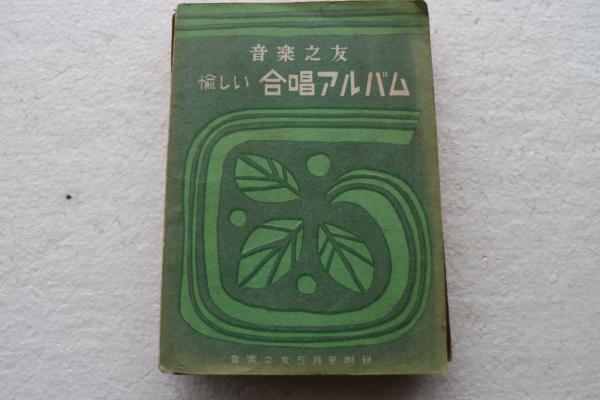 音楽之友
愉しい 合唱アルバム
音楽之友5月号附録